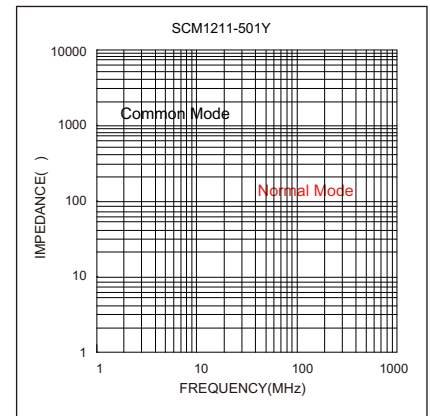 SCM1211-501Y
10000
1000
100
10
1
IMPEDANCE( )
Common Mode
Normal Mode
1 10 100 1000
FREQUENCY(MHz)